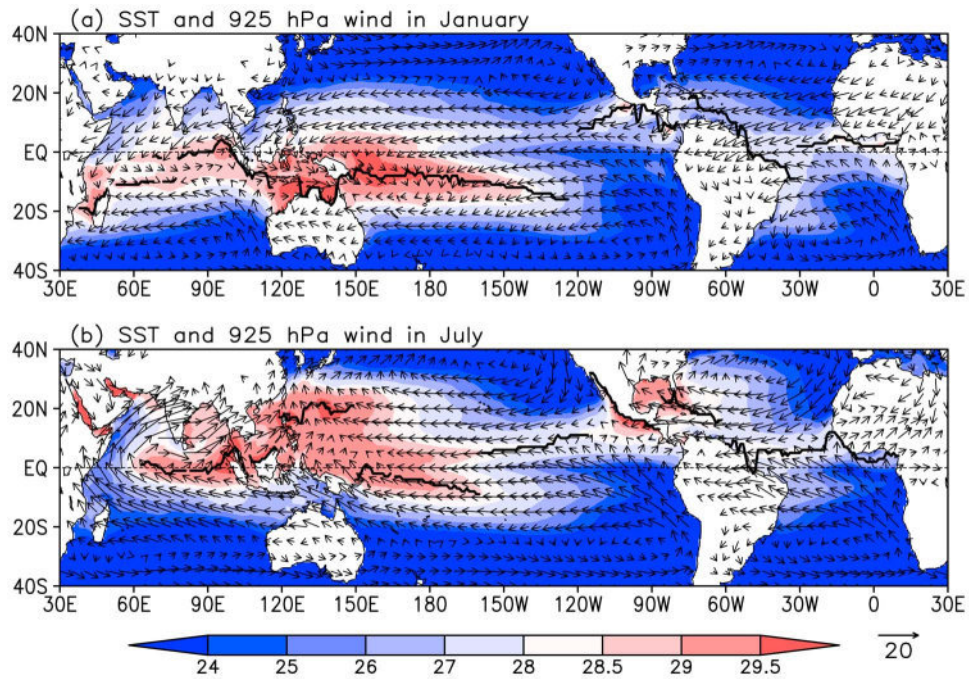 (a) SST and 925 hPa wind in January
40N
20N
EQ
20S
40S
30E 60E 90E 120E 150E 180 150W 120W 90W 60W 30W 0 30E
(b) SST and 925 hPa wind in July
40N
20N
EQ
20S
40S
30E 60E 90E 120E 150E 180 150W 120W 90W 60W 30W 0 30E
24 25 26 27 28 28.5 29 29.5 20